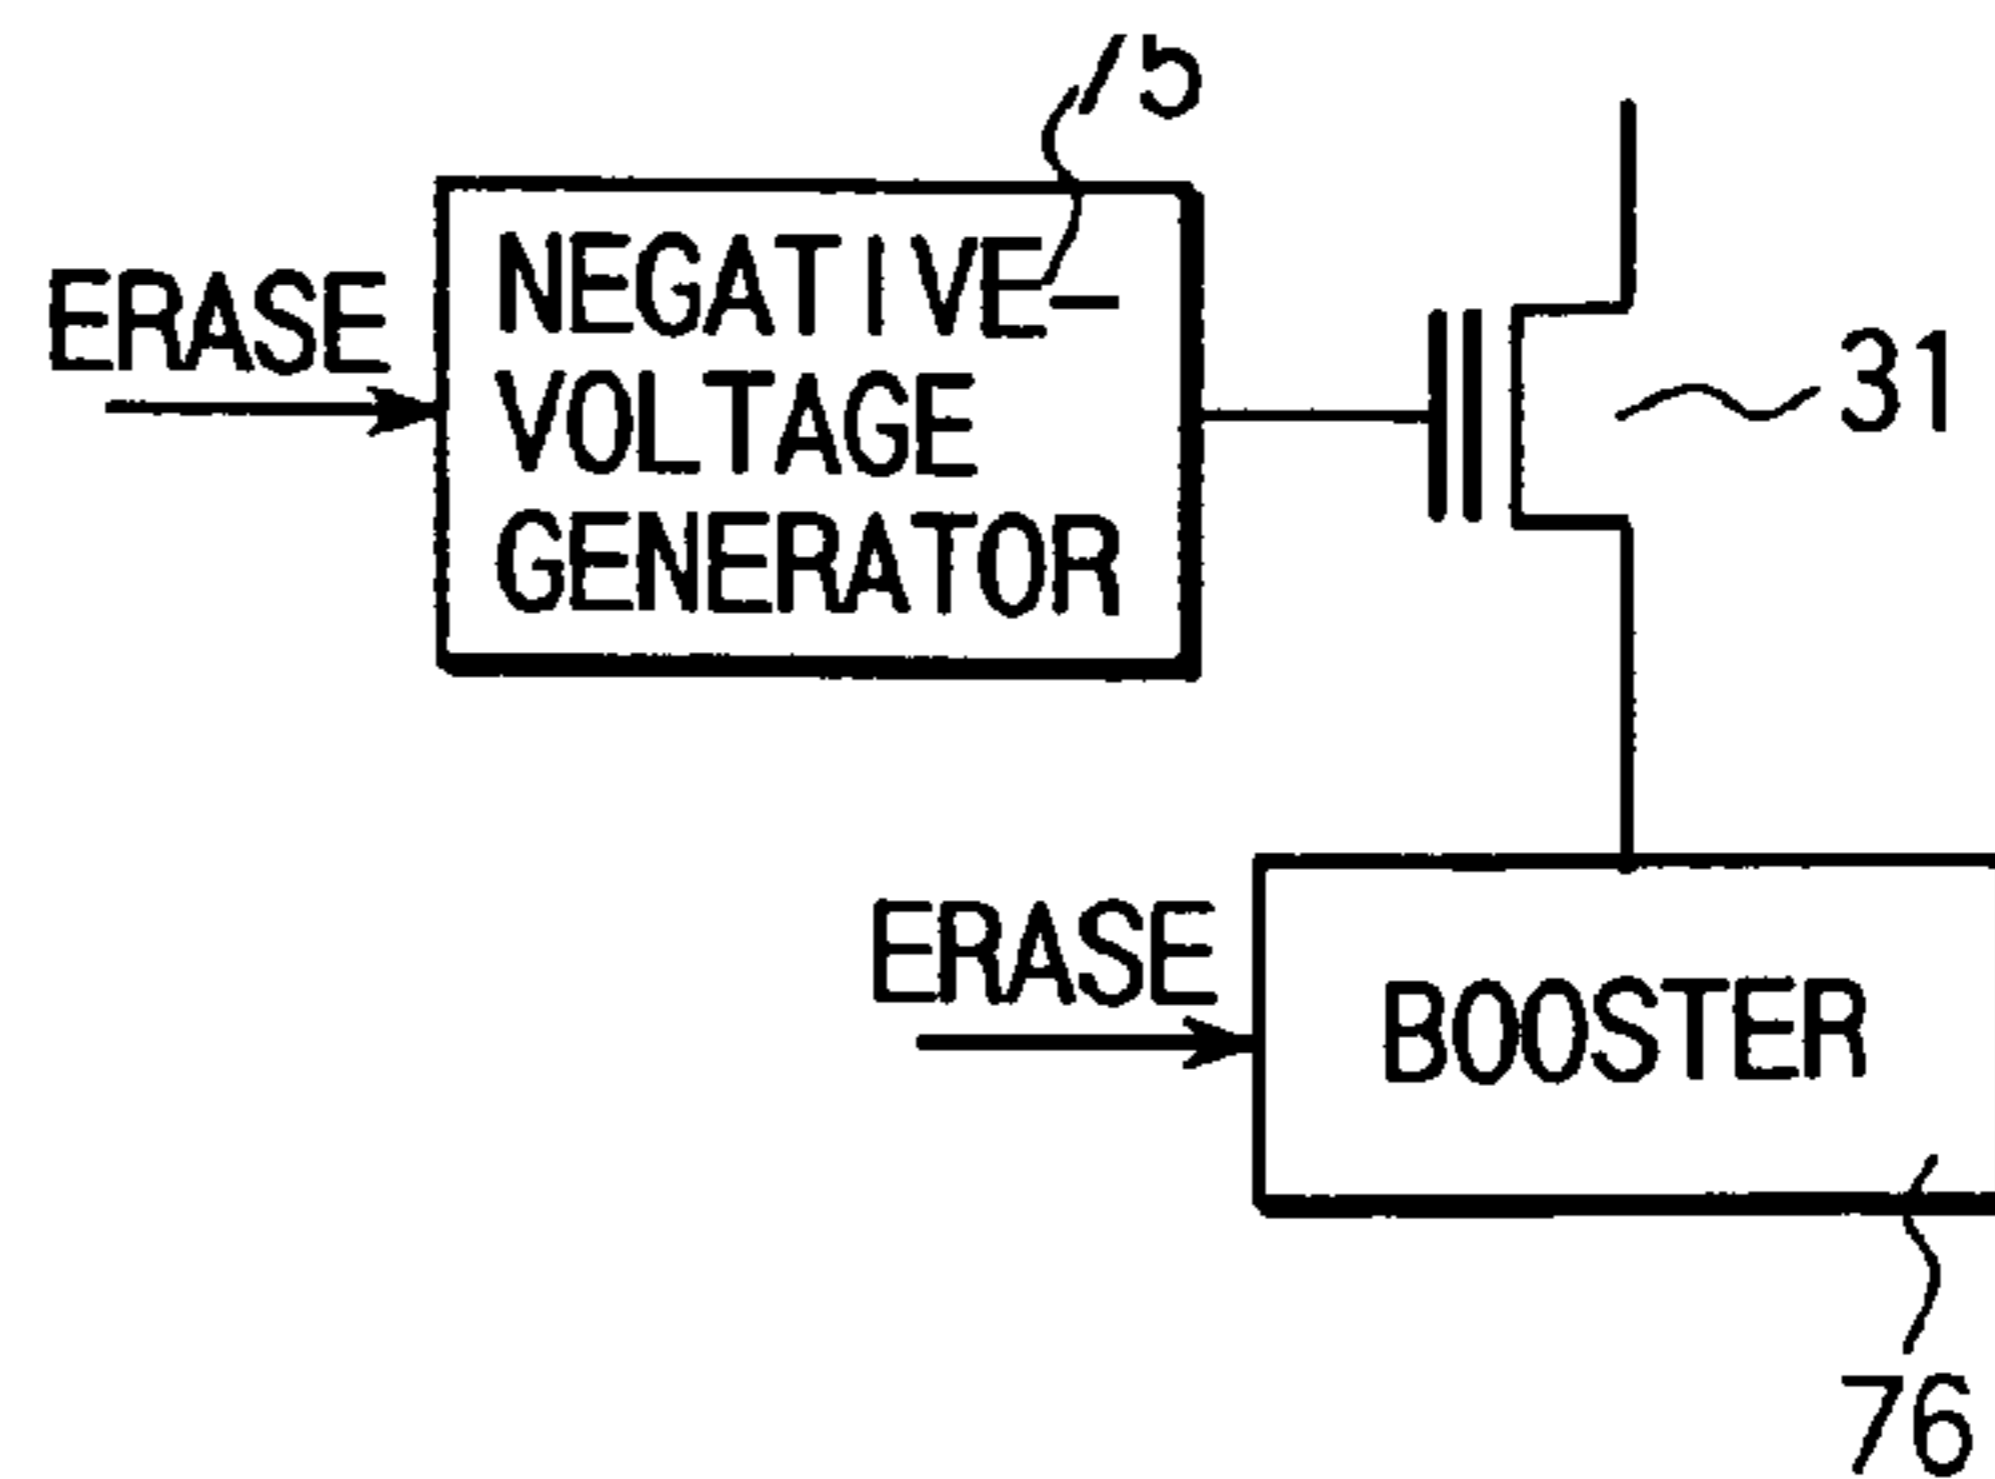 75
ERASE
NEGATIVE-
VOLTAGE
GENERATOR
31
ERASE
BOOSTER
76